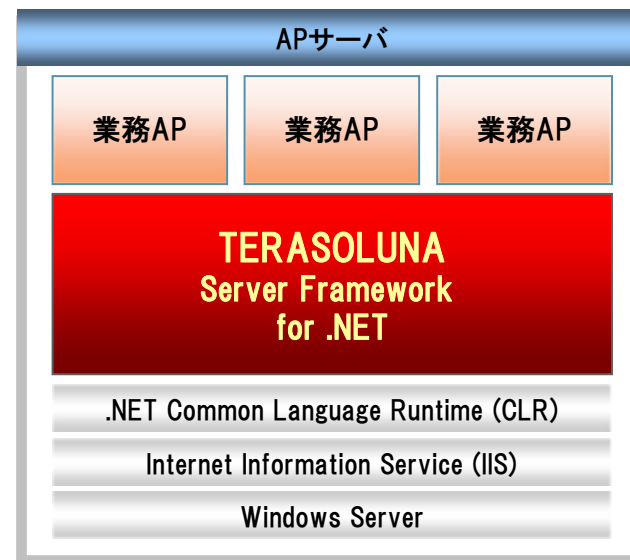 APサーバ
業務AP 業務AP 業務AP
TERASOLUNA
Server Framework
for .NET
.NET Common Language Runtime (CLR)
Internet Information Service (IIS)
Windows Server